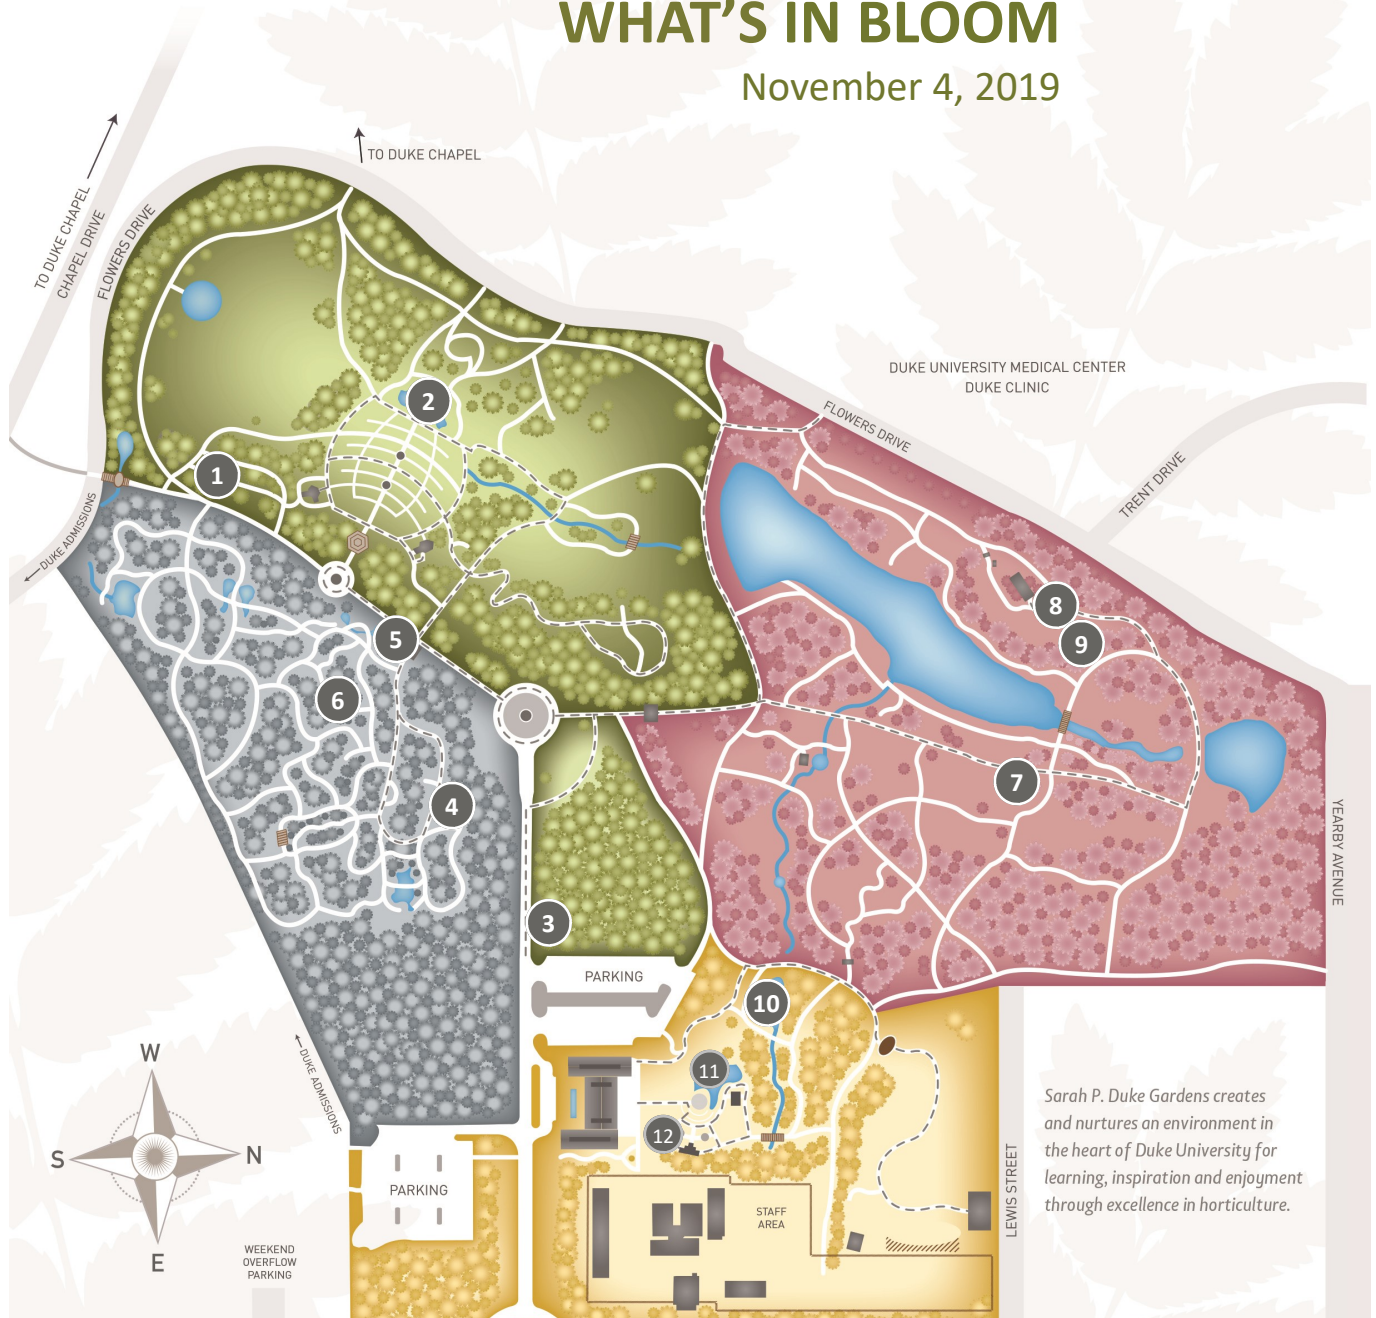 WHAT'S IN BLOOM
November 4, 2019
TO DUKE CHAPEL
TO DUKE CHAPEL
CHAPEL DRIVE
FLOWERS DRIVE
DUKE UNIVERSITY MEDICAL CENTER
DUKE CLINIC
FLOWERS DRIVE
TRENT DRIVE
2
1
DUKE ADMISSIONS
8
9
5
6
7
4
3
YEARBY AVENUE
PARKING
10
11
12
DUKE ADMISSIONS
W
S
N
E
PARKING
WEEKEND
OVERFLOW
PARKING
STAFF
AREA
LEWIS STREET
Sarah P. Duke Gardens creates
and nurtures an environment in
the heart of Duke University for
learning, inspiration and enjoyment
through excellence in horticulture.